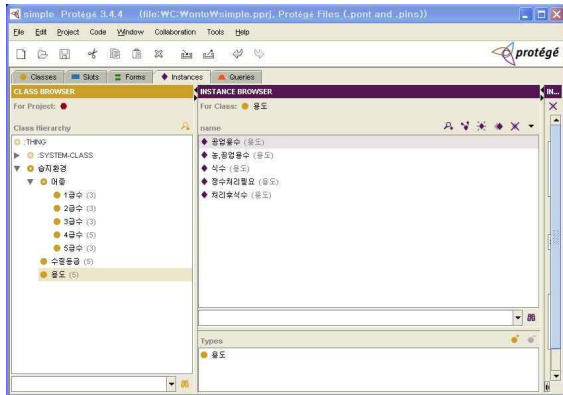 simple Protégé 3.4.4 (file:₩C:₩onto₩simple.pprj, Protégé Files (.pont and .pins))
File Edit Project Code Window Collaboration Tools Help
protégé
Classes Slots Forms Instances Queries
CLASS BROWSER
For Project:
Class Hierarchy
:THING
:SYSTEM-CLASS
습지환경
어종
1급수 (3)
2급수 (3)
3급수 (3)
4급수 (5)
5급수 (3)
수질등급 (5)
용도 (5)
INSTANCE BROWSER
For Class: 용도
name
공업용수 (용도)
농,공업용수 (용도)
식수 (용도)
정수처리필요 (용도)
처리후식수 (용도)
Types
용도
IN...